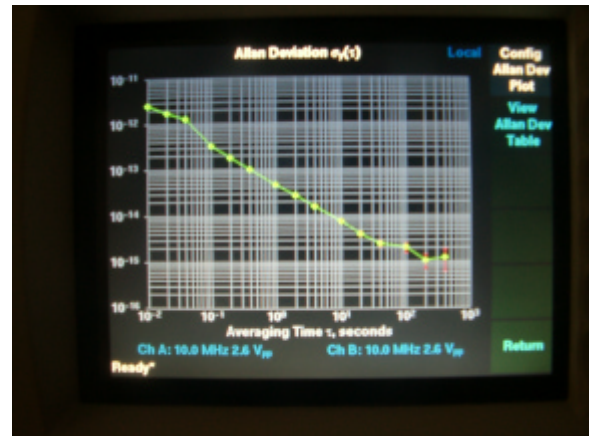 Allan Deviation σy(τ)
Local
Config
Allan Dev
Plot
View
Allan Dev
Table
10-11
10-12
10-13
10-14
10-15
10-16
10-2
10-1
100
101
102
103
Averaging Time τ, seconds
Ch A: 10.0 MHz 2.6 Vpp
Ch B: 10.0 MHz 2.6 Vpp
Return
Ready"